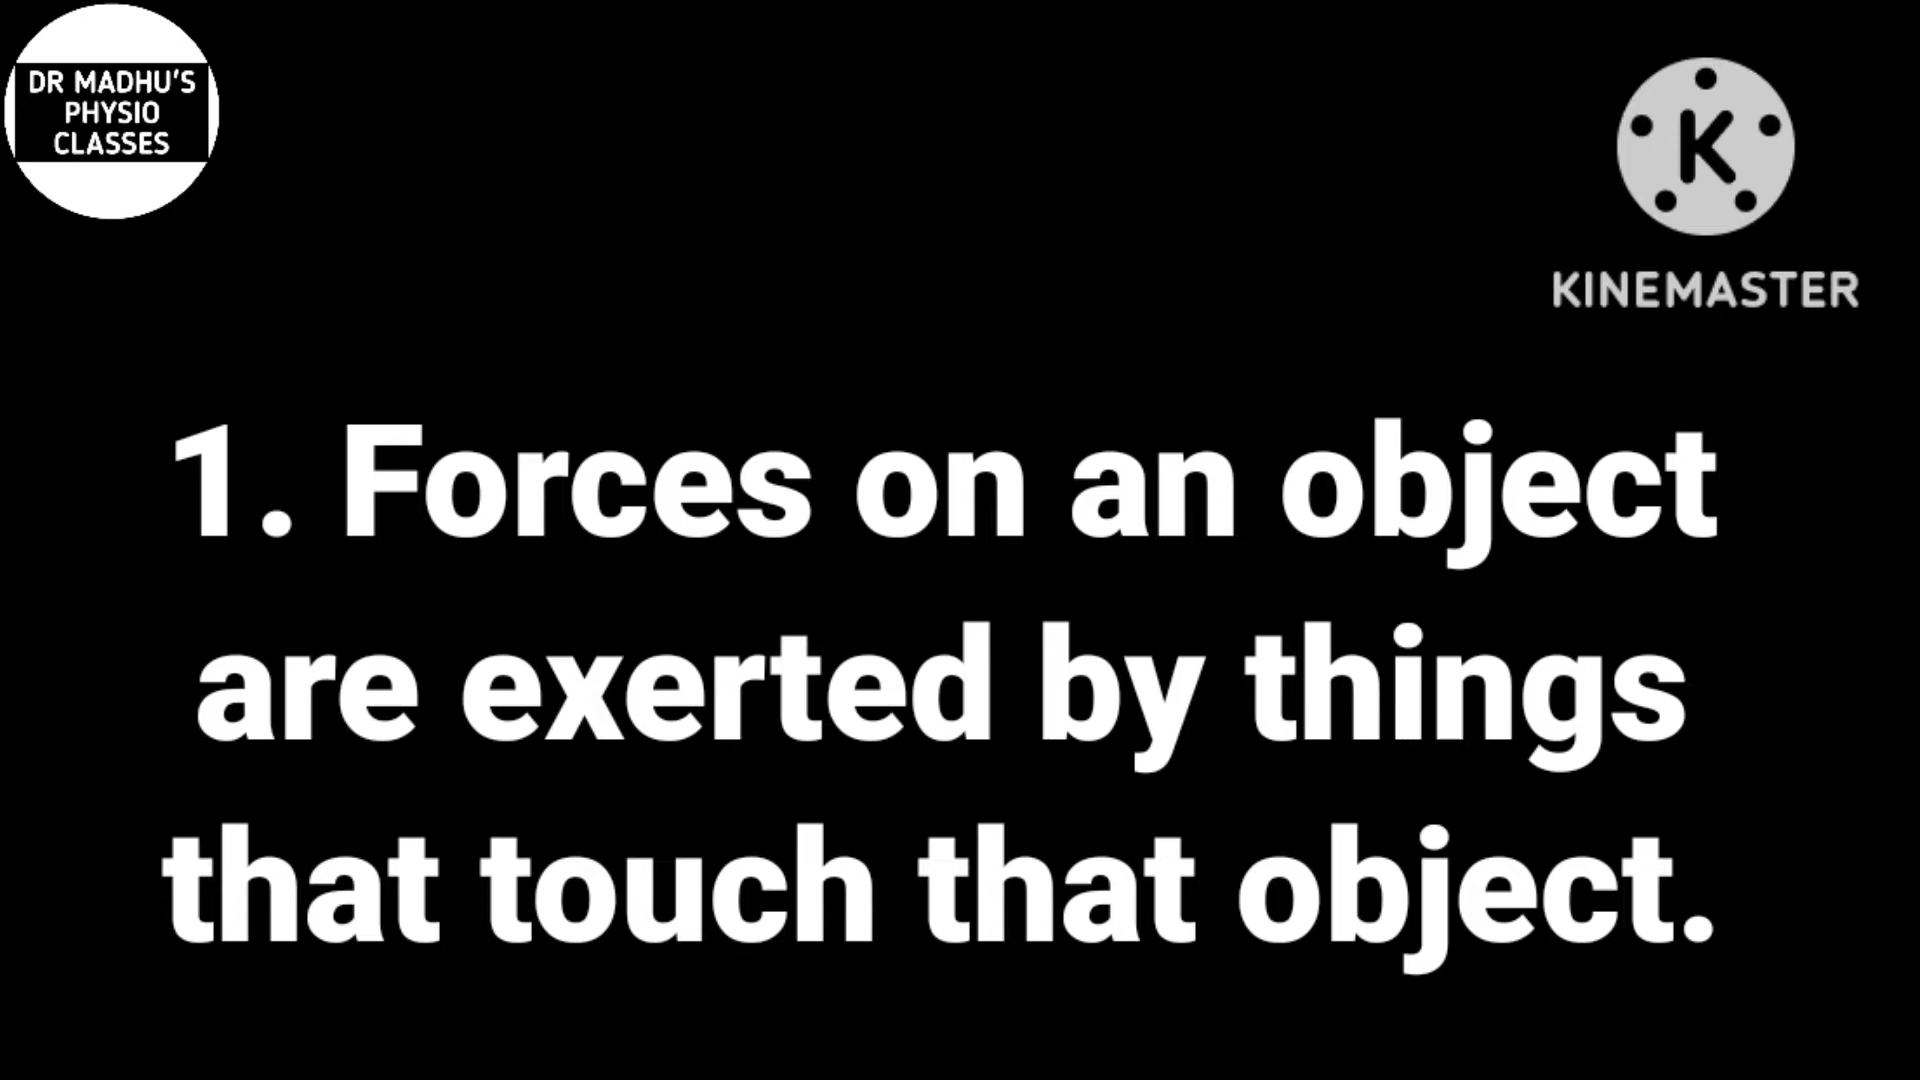 DR MADHU'S
PHYSIO
CLASSES
K
KINEMASTER
1. Forces on an object
are exerted by things
that touch that object.